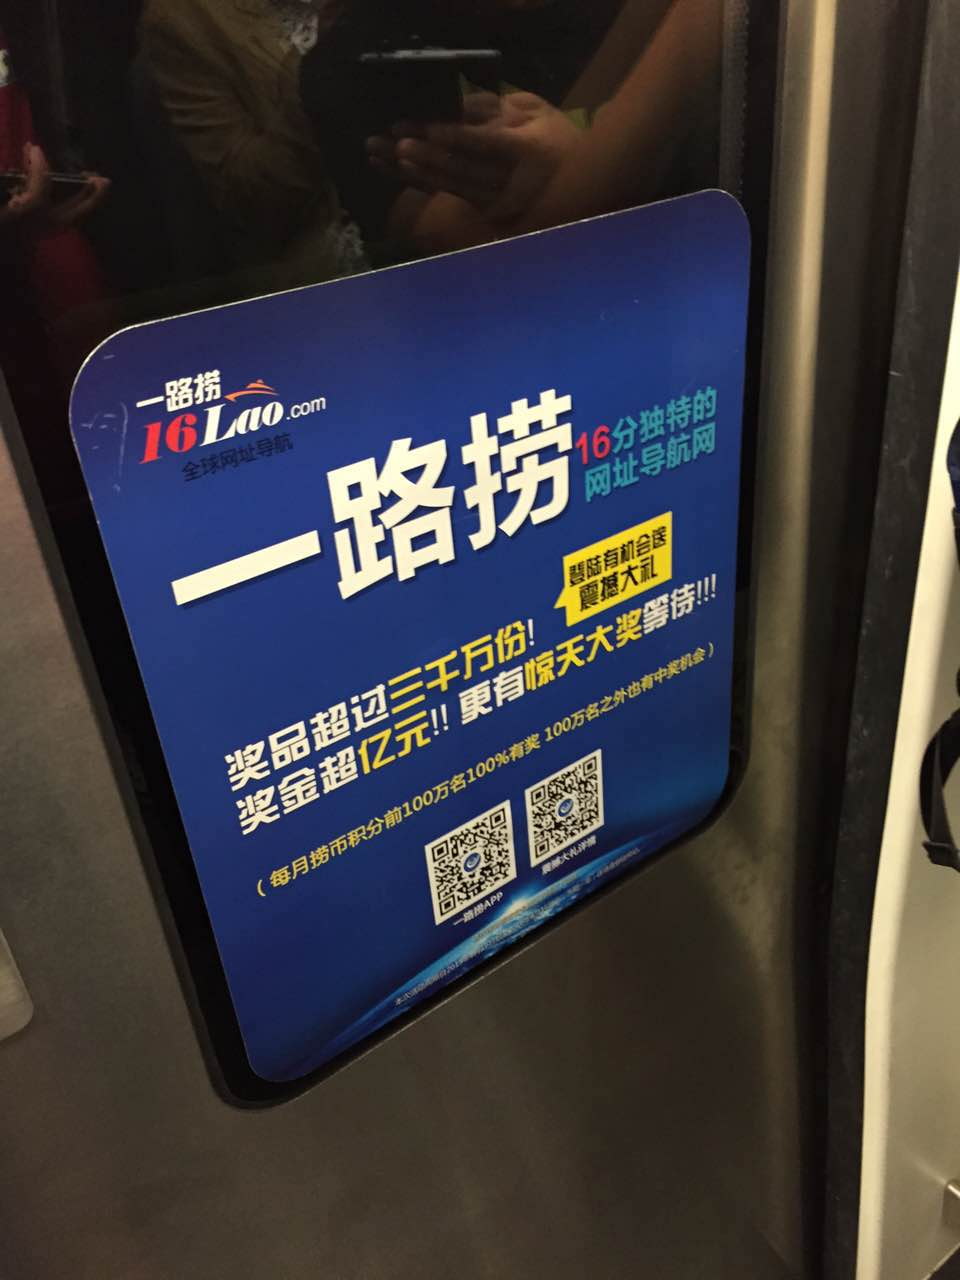 一路捞
16Lao.com
全球网址导航
一路捞
16分独特的
网址导航网
登陆有机会送
震撼大礼
奖品超过三千万份!
奖金超亿元!! 更有惊天大奖等待!!!
(每月捞币积分前100万名100%有奖 100万名之外也有中奖机会)
一路捞APP
震撼大礼详情